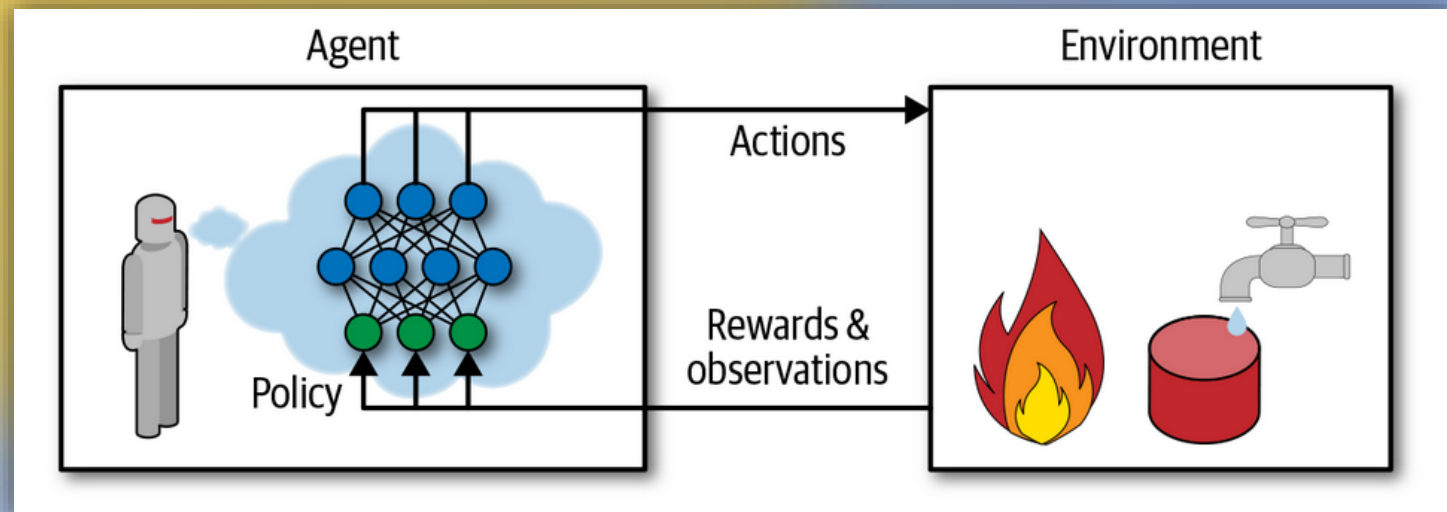 Agent
Environment
Actions
Rewards &
observations
Policy